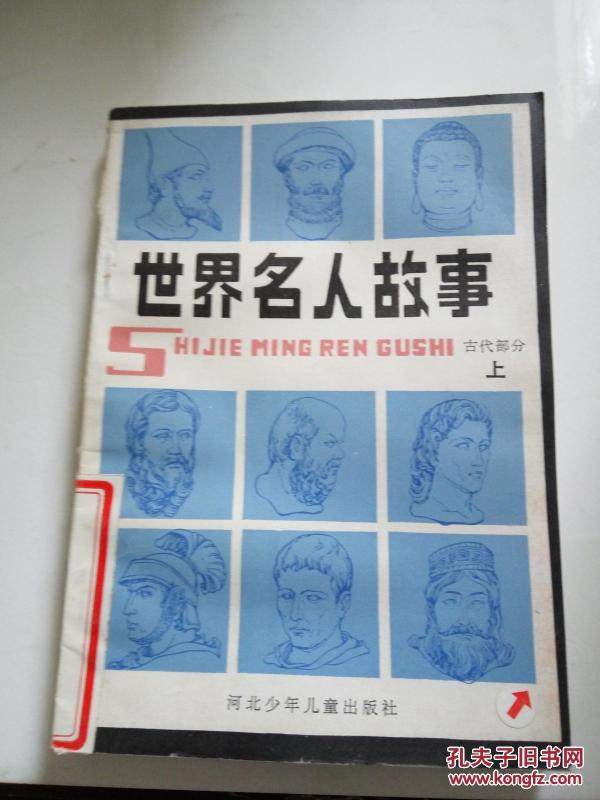 世界名人故事
SHIJIE MING REN GUSHI 古代部分
上
河北少年儿童出版社
孔夫子旧书网
www.kongfz.com